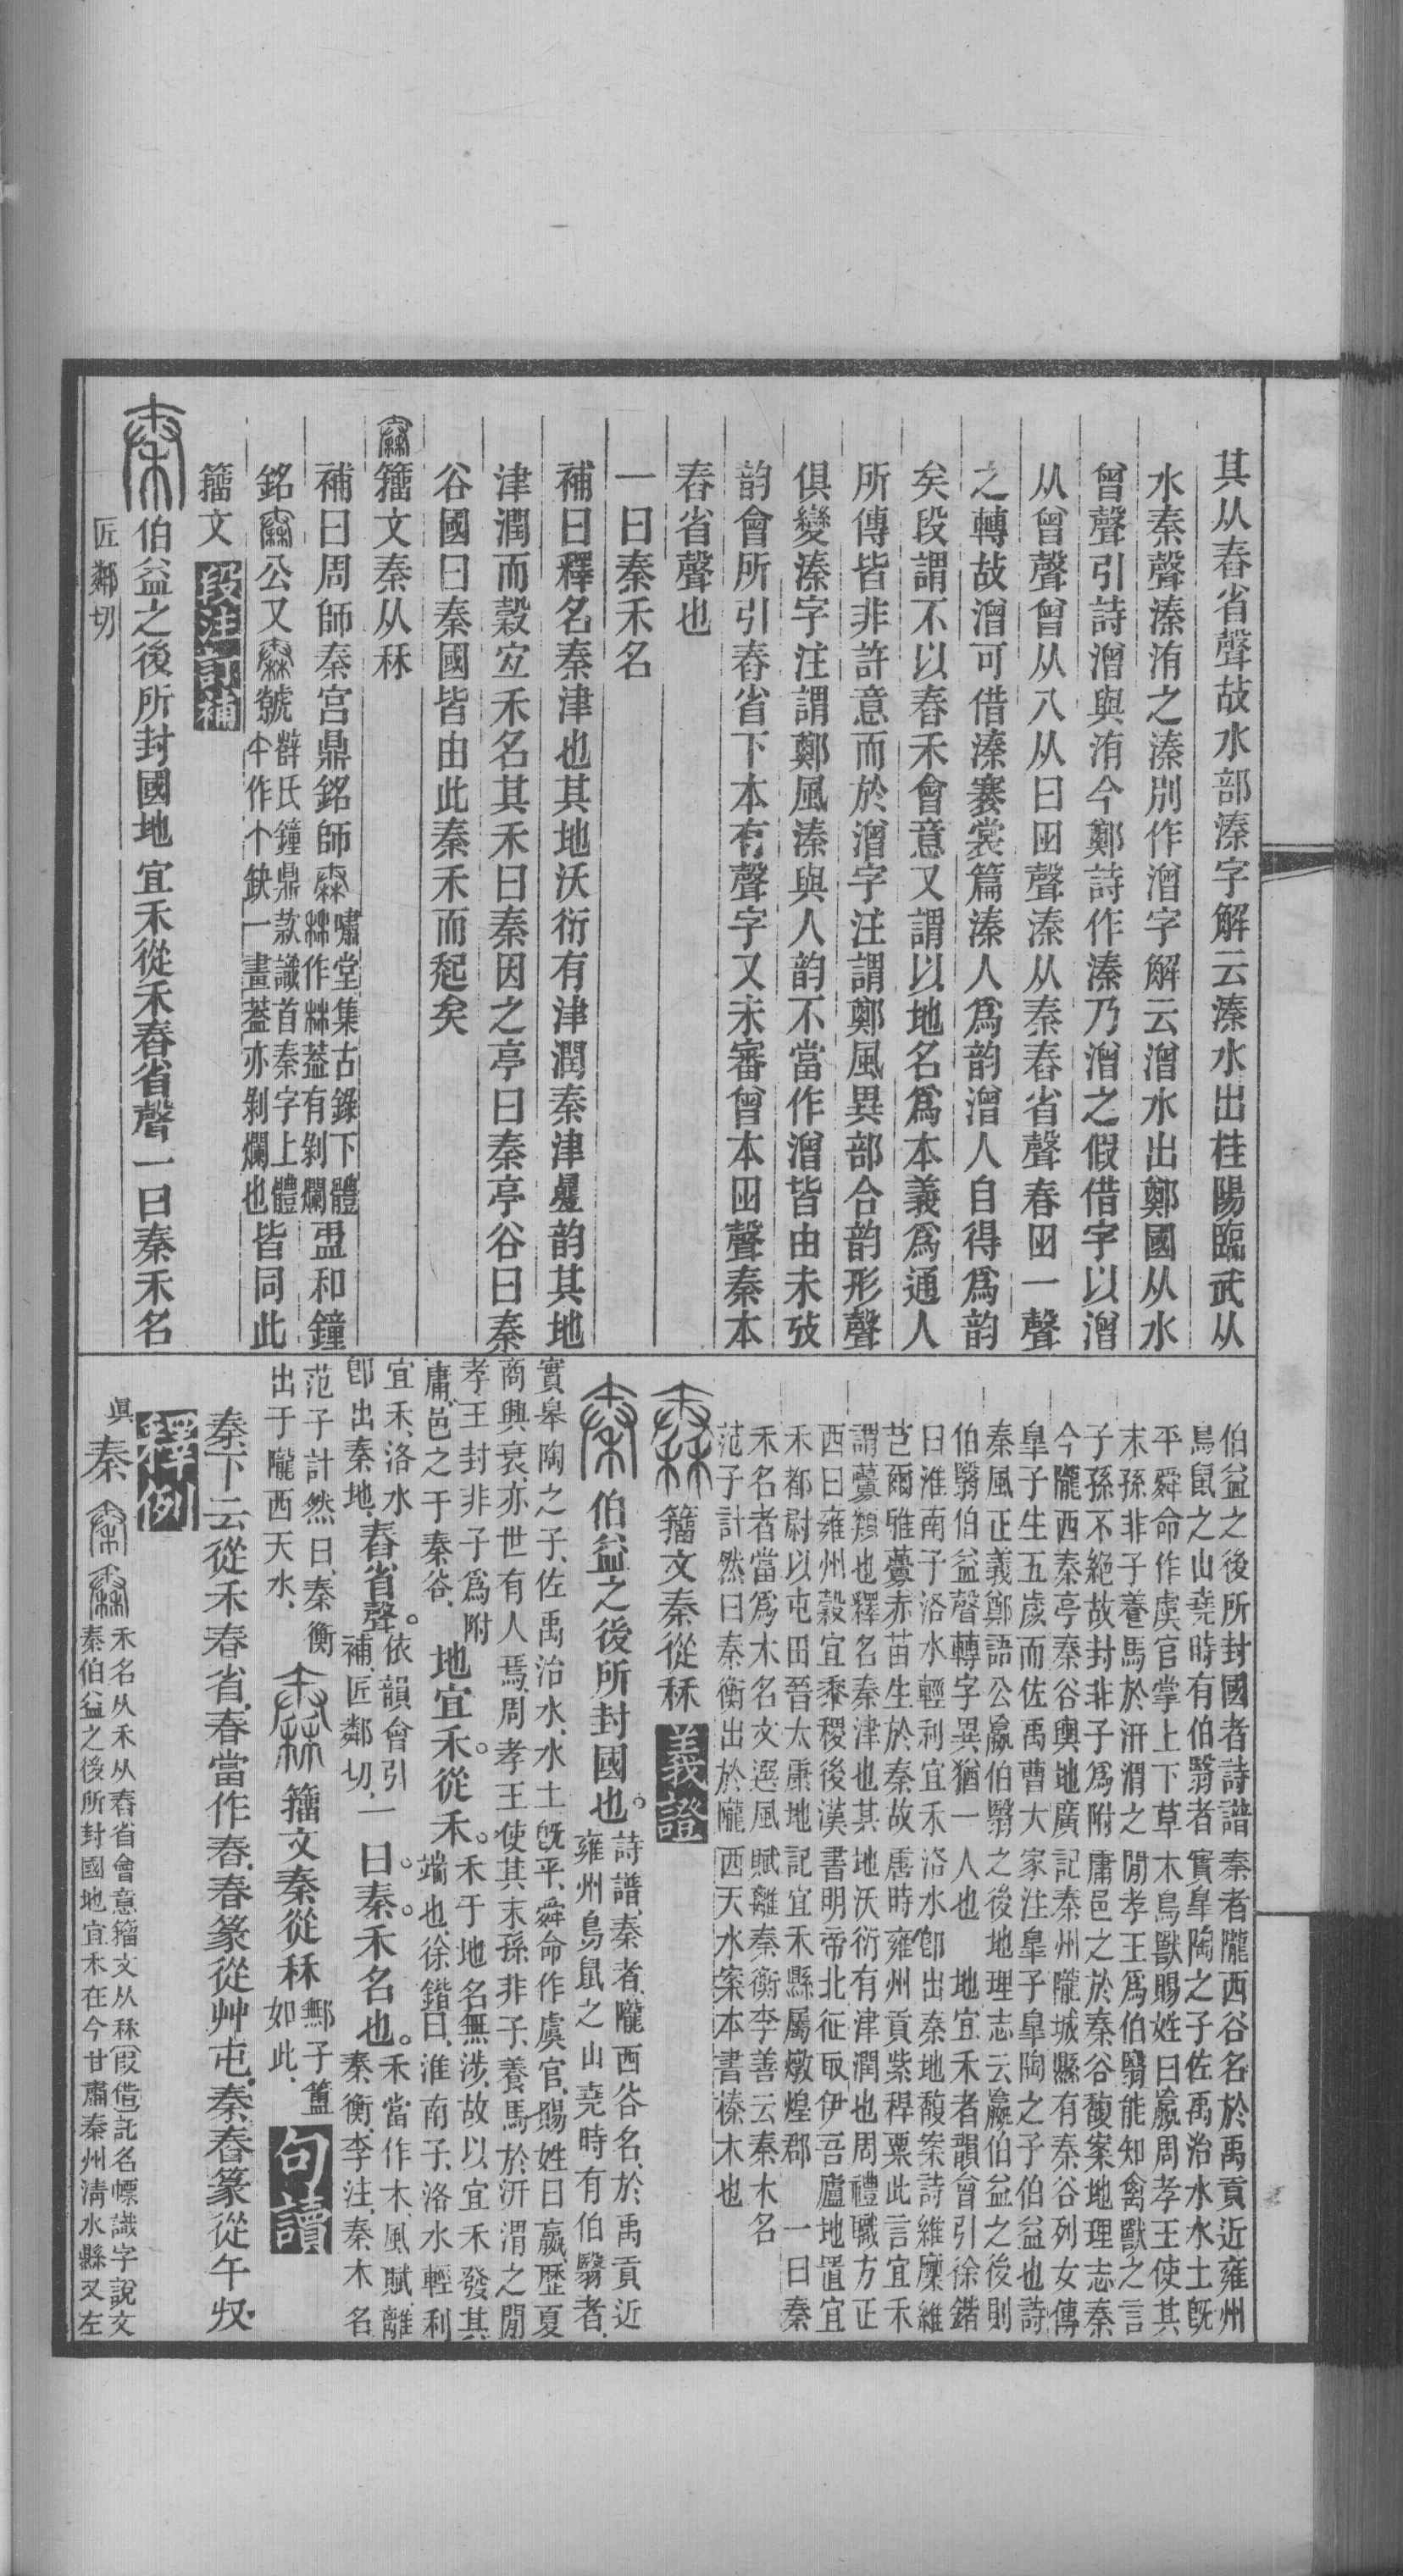 其从舂省聲故水部溱字解云溱水出桂陽臨武从
水秦聲溱洧之溱別作潧字解云潧水出鄭國从水
曾聲引詩潧與洧今鄭詩作溱乃潧之假借字以潧
从曾聲曾从八从曰囪聲溱从秦舂省聲舂囪一聲
之轉故潧可借溱褰裳篇溱人爲韵潧人自得爲韵
矣段謂不以舂禾會意又謂以地名爲本義爲通人
所傳皆非許意而於潧字注謂鄭風異部合韵形聲
俱變溱字注謂鄭風溱與人韵不當作潧皆由未攷
韵會所引舂省下本有聲字又未審曾本囪聲秦本
舂省聲也
一曰秦禾名
補曰釋名秦津也其地沃衍有津潤秦津曡韵其地
津潤而穀宐禾名其禾曰秦因之亭曰秦亭谷曰秦
谷國曰秦國皆由此秦禾而起矣
籀文秦从秝
補曰周師秦宮鼎銘師
嘯堂集古錄下體
作𣏟葢有剝爛
盄和鐘
銘
公又
號
薛氏鐘鼎款識首秦字上體
作个缺一畫葢亦剝爛也
皆同此
籀文
段注訂補
伯益之後所封國地宜禾從禾舂省聲一曰秦禾名
匠鄰切
伯益之後所封國者詩譜秦者隴西谷名於禹貢近雍州
鳥鼠之山堯時有伯翳者實皐陶之子佐禹治水水土旣
平舜命作虞官掌上下草木鳥獸賜姓曰嬴周孝王使其
末孫非子養馬於汧渭之閒孝王爲伯翳能知禽獸之言
子孫不絕故封非子爲附庸邑之於秦谷馥案地理志秦
今隴西秦亭秦谷輿地廣記秦州隴城縣有秦谷列女傳
皐子生五歲而佐禹曹大家注皐子皐陶之子伯益也詩
秦風正義鄭語公嬴伯翳之後地理志云嬴伯益之後則
伯翳伯益聲轉字異猶一人也 地宜禾者韻會引徐鍇
曰淮南子洛水輕利宜禾洛水卽出秦地馥案詩維穈維
芑爾雅虋赤苗生於秦故周時雍州貢紫稈粟此言宜禾
謂虋類也釋名秦津也其地沃衍有津潤也周禮職方正
西曰雍州穀宜黍稷後漢書明帝北征取伊吾廬地置宜
禾都尉以屯田晉太康地記宜禾縣屬燉煌郡 一曰秦
禾名者當爲木名文選風賦離秦衡李善云秦木名
范子計然曰秦衡出於隴西天水案本書榛木也
籀文秦從秝
義證
伯益之後所封國也。
詩譜、秦者、隴西谷名、於禹貢近
雍州鳥鼠之山堯時有伯翳者、
實皋陶之子、佐禹治水、水土旣平、舜命作虞官、賜姓曰嬴、歷夏
商興衰、亦世有人焉、周孝王使其末孫非子、養馬於汧渭之閒
孝王封非子爲附
庸、邑之于秦谷、
地宜禾。從禾。
禾于地名無涉、故以宜禾發其
端也、徐鍇曰、淮南子、洛水輕利
宜禾、洛水
卽出秦地、
舂省聲。
依韻會引
補、匠鄰切、
一曰。秦。禾名也。
禾當作木、風賦、離
秦衡、李注、秦木名
范子計然曰、秦衡
出于隴西天水、
籀文秦從秝
䣓子簠
如此、
句讀
秦下云從禾舂省、舂當作舂、舂篆從艸屯、秦舂篆從午収、
釋例
眞
秦
禾名从禾从舂省會意籀文从秝〔叚借〕託名幖識字說文
秦伯益之後所封國地宜禾在今甘肅秦州淸水縣又左